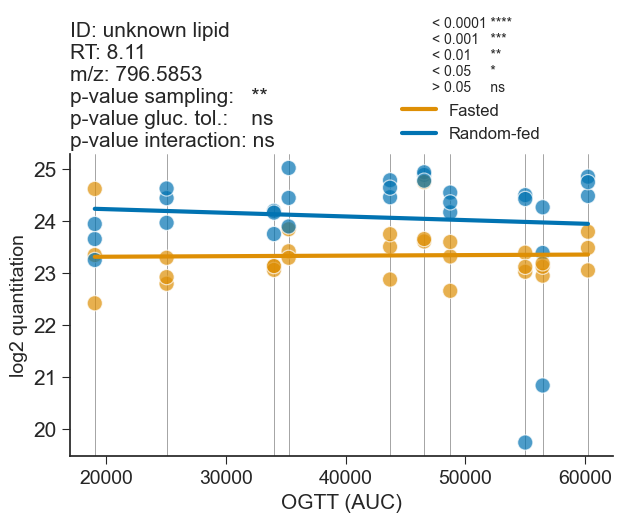 ID: unknown lipid
RT: 8.11
m/z: 796.5853
p-value sampling: **
p-value gluc. tol.: ns
p-value interaction: ns
< 0.0001 ****
< 0.001 ***
< 0.01 **
< 0.05 *
> 0.05 ns
Fasted
Random-fed
25
24
23
22
21
20
log2 quantitation
20000 30000 40000 50000 60000
OGTT (AUC)